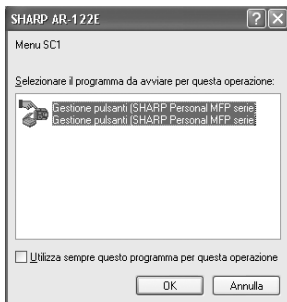 SHARP AR-122E
Menu SC1
Selezionare il programma da avviare per questa operazione:
Gestione pulsanti (SHARP Personal MFP serie
Gestione pulsanti (SHARP Personal MFP serie
Utilizza sempre questo programma per questa operazione
OK
Annulla